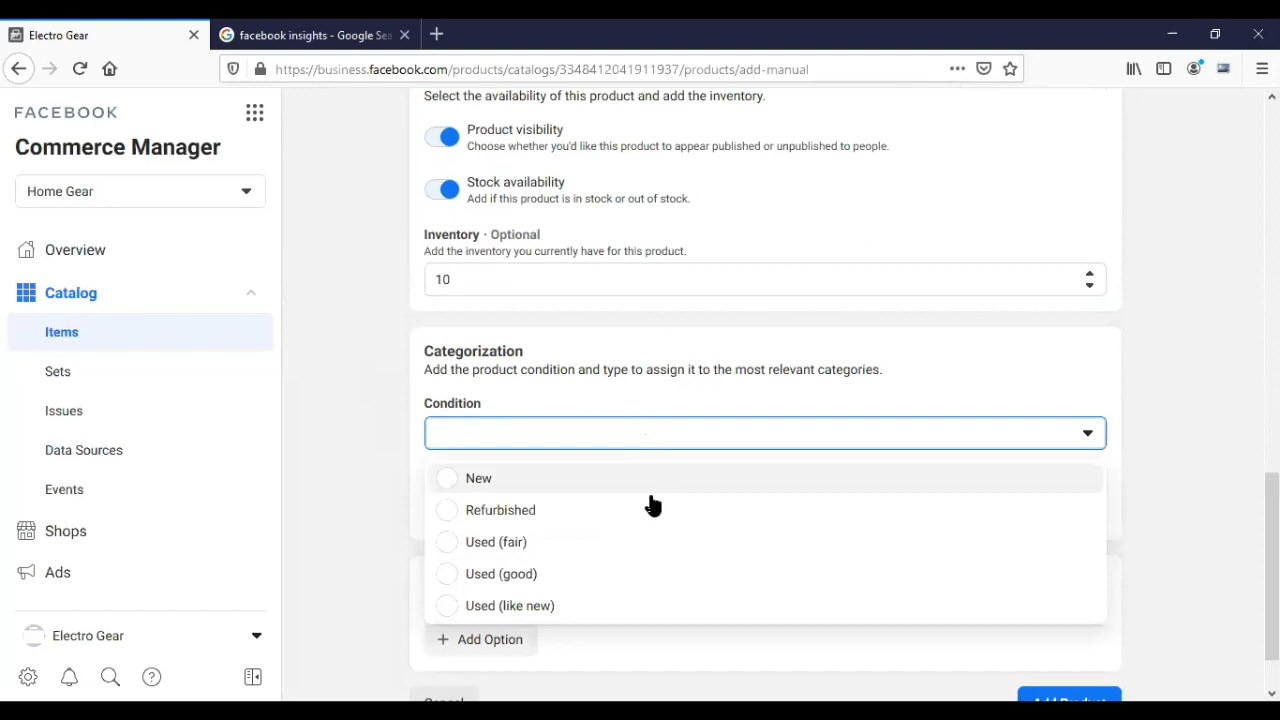 Electro Gear
facebook insights - Google Sea
https://business.facebook.com/products/catalogs/3348412041911937/products/add-manual
FACEBOOK
Commerce Manager
Home Gear
Overview
Catalog
Items
Sets
Issues
Data Sources
Events
Shops
Ads
Electro Gear
Select the availability of this product and add the inventory.
Product visibility
Choose whether you'd like this product to appear published or unpublished to people.
Stock availability
Add if this product is in stock or out of stock.
Inventory · Optional
Add the inventory you currently have for this product.
10
Categorization
Add the product condition and type to assign it to the most relevant categories.
Condition
New
Refurbished
Used (fair)
Used (good)
Used (like new)
+ Add Option
Cancel
Add Product